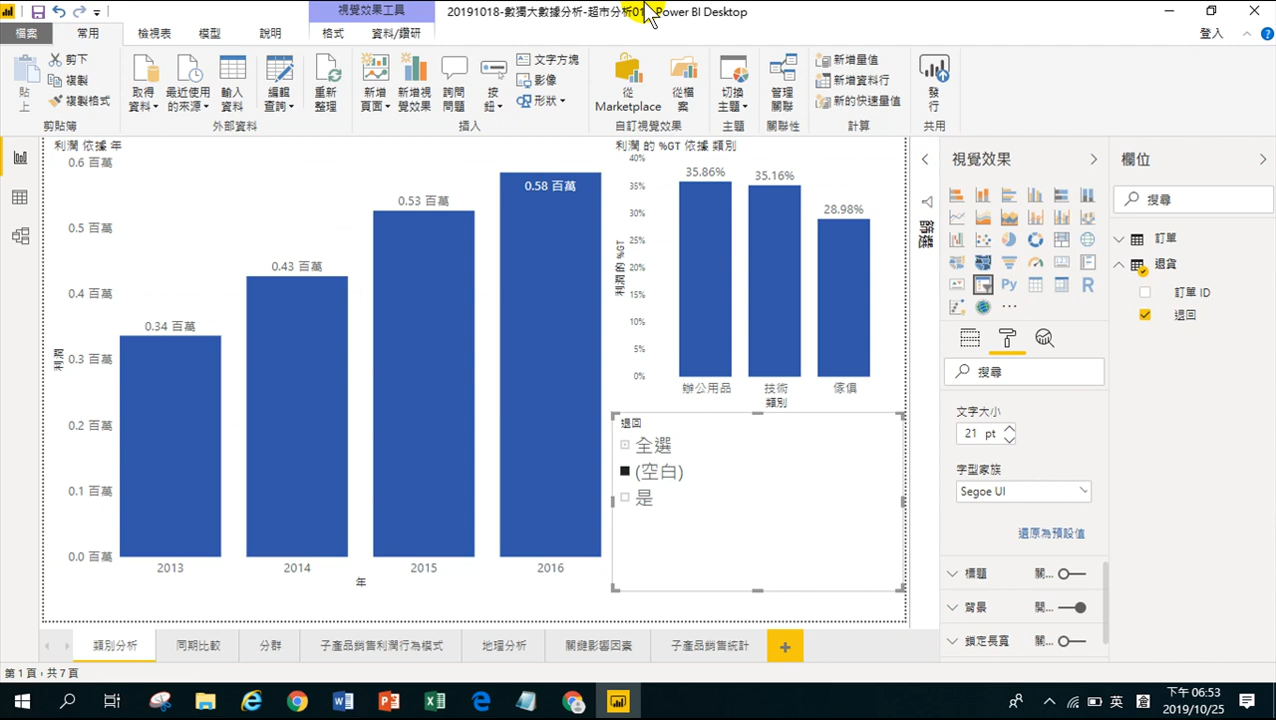 視覺效果工具
20191018-數獨大數據分析-超市分析01 - Power BI Desktop
檔案
常用
檢視表
模型
說明
格式
資料/鑽研
登入
貼上
剪下
複製
複製格式
剪貼簿
取得資料
最近使用的來源
輸入資料
編輯查詢
重新整理
外部資料
新增頁面
新增視覺效果
詢問問題
按鈕
文字方塊
影像
形狀
插入
從 Marketplace
從檔案
自訂視覺效果
切換主題
主題
管理關聯
關聯性
新增量值
新增資料行
新的快速量值
計算
發行
共用
利潤 依據 年
0.6 百萬
0.5 百萬
0.4 百萬
0.3 百萬
0.2 百萬
0.1 百萬
0.0 百萬
利潤
0.34 百萬
0.43 百萬
0.53 百萬
0.58 百萬
2013
2014
2015
2016
年
利潤 的 %GT 依據 類別
40%
35%
30%
25%
20%
15%
10%
5%
0%
利潤 的 %GT
35.86%
35.16%
28.98%
辦公用品
技術
傢俱
類別
退回
全選
(空白)
是
篩選
視覺效果
Py
R
搜尋
文字大小
21 pt
字型家族
Segoe UI
還原為預設值
標題
關...
背景
開...
鎖定長寬
關...
欄位
搜尋
訂單
退貨
訂單 ID
退回
類別分析
同期比較
分群
子產品銷售利潤行為模式
地理分析
關鍵影響因素
子產品銷售統計
第 1 頁，共 7 頁
英
下午 06:53
2019/10/25